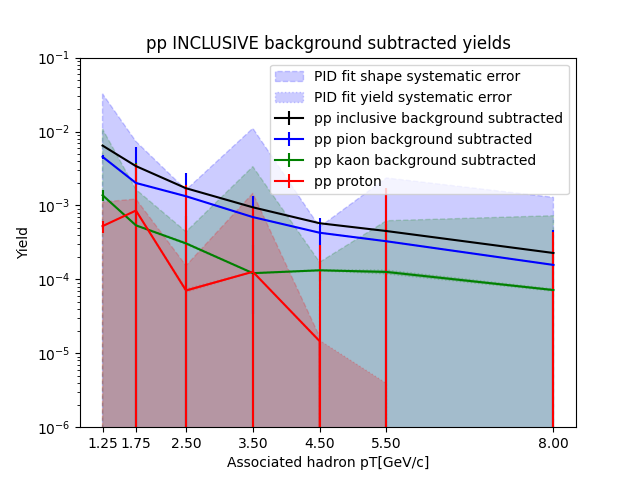 pp INCLUSIVE background subtracted yields
PID fit shape systematic error
PID fit yield systematic error
pp inclusive background subtracted
pp pion background subtracted
pp kaon background subtracted
pp proton
Yield
10⁻¹
10⁻²
10⁻³
10⁻⁴
10⁻⁵
10⁻⁶
1.25 1.75 2.50 3.50 4.50 5.50 8.00
Associated hadron pT[GeV/c]